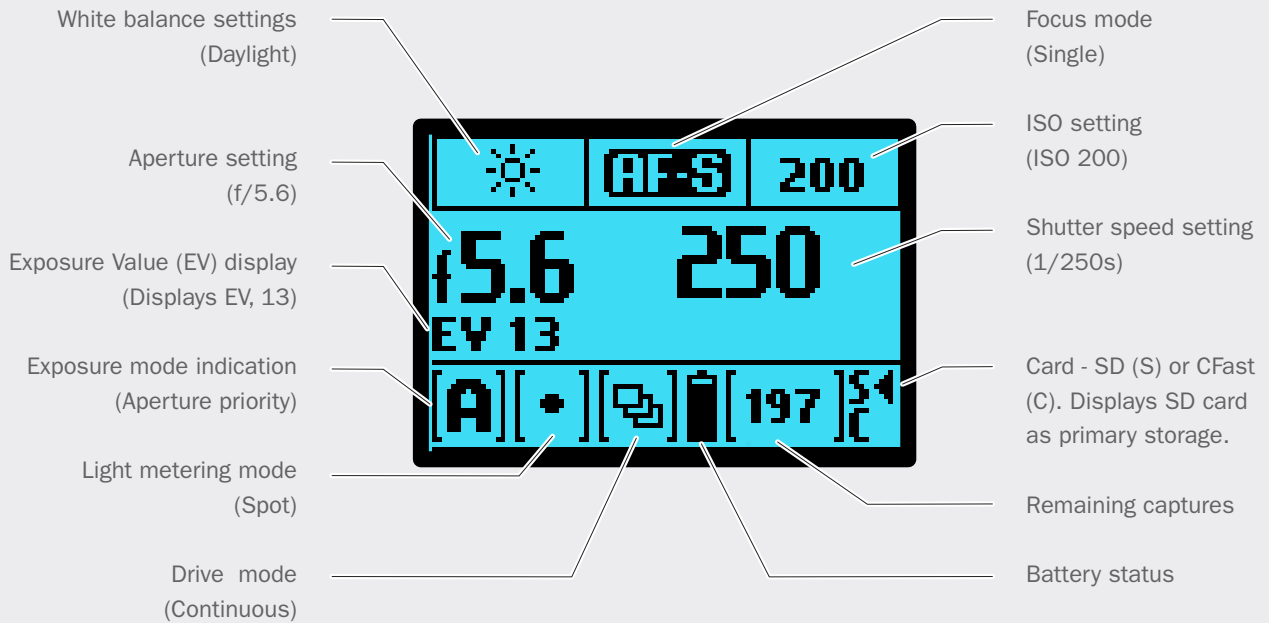 White balance settings
(Daylight)
Aperture setting
(f/5.6)
Exposure Value (EV) display
(Displays EV, 13)
Exposure mode indication
(Aperture priority)
Light metering mode
(Spot)
Drive mode
(Continuous)
AF-S
200
f5.6
250
EV 13
[A][•][ ] [197] S
C
Focus mode
(Single)
ISO setting
(ISO 200)
Shutter speed setting
(1/250s)
Card - SD (S) or CFast
(C). Displays SD card
as primary storage.
Remaining captures
Battery status